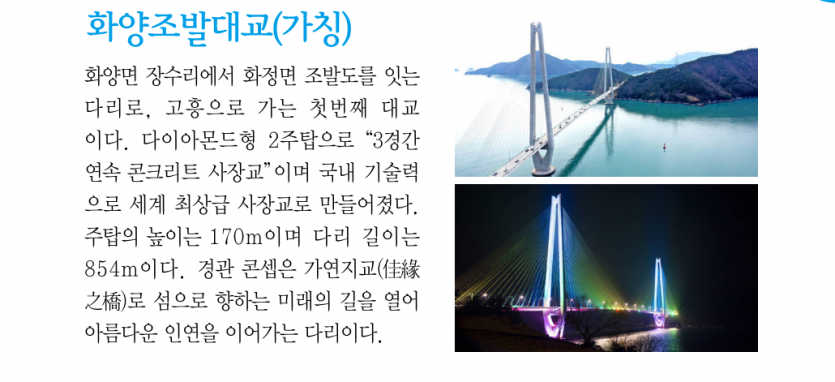 화양조발대교(가칭)
화양면 장수리에서 화정면 조발도를 잇는
다리로, 고흥으로 가는 첫번째 대교
이다. 다이아몬드형 2주탑으로 “3경간
연속 콘크리트 사장교”이며 국내 기술력
으로 세계 최상급 사장교로 만들어졌다.
주탑의 높이는 170m이며 다리 길이는
854m이다. 경관 콘셉은 가연지교(佳緣
之橋)로 섬으로 향하는 미래의 길을 열어
아름다운 인연을 이어가는 다리이다.